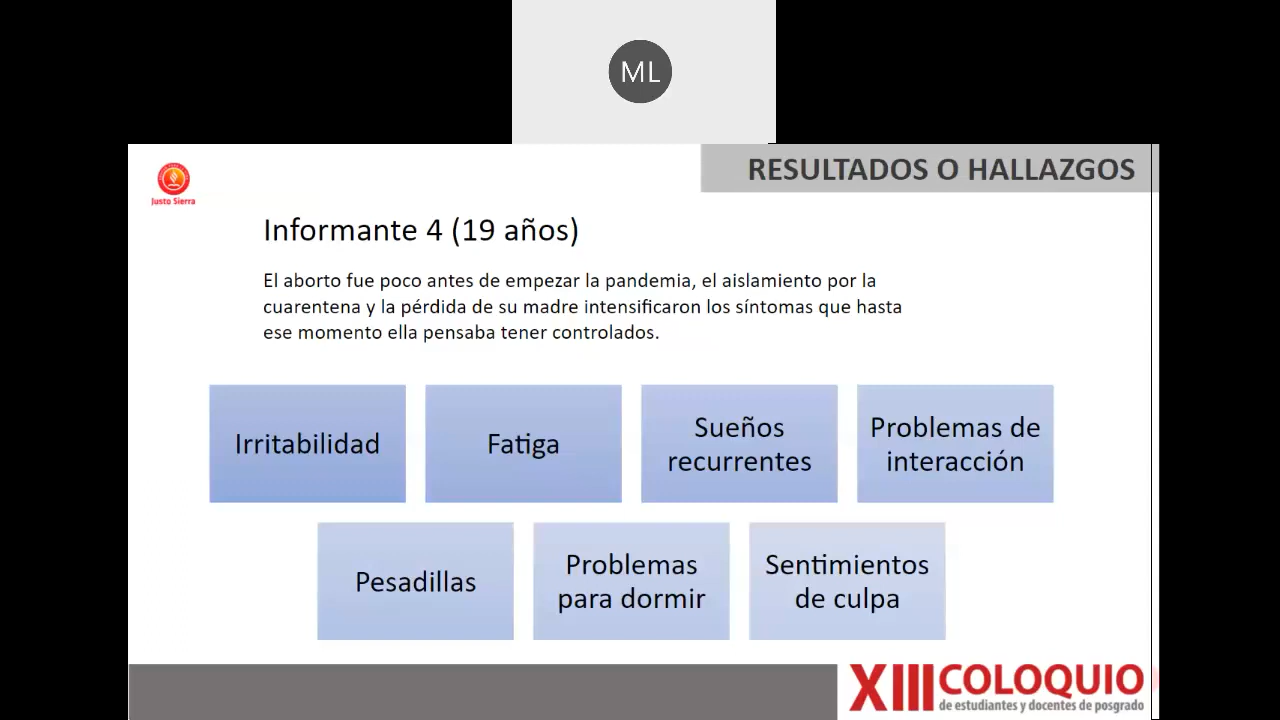 ML
RESULTADOS O HALLAZGOS
Justo Sierra
Informante 4 (19 años)
El aborto fue poco antes de empezar la pandemia, el aislamiento por la
cuarentena y la pérdida de su madre intensificaron los síntomas que hasta
ese momento ella pensaba tener controlados.
Irritabilidad
Fatiga
Sueños
recurrentes
Problemas de
interacción
Pesadillas
Problemas
para dormir
Sentimientos
de culpa
XIII COLOQUIO
de estudiantes y docentes de posgrado